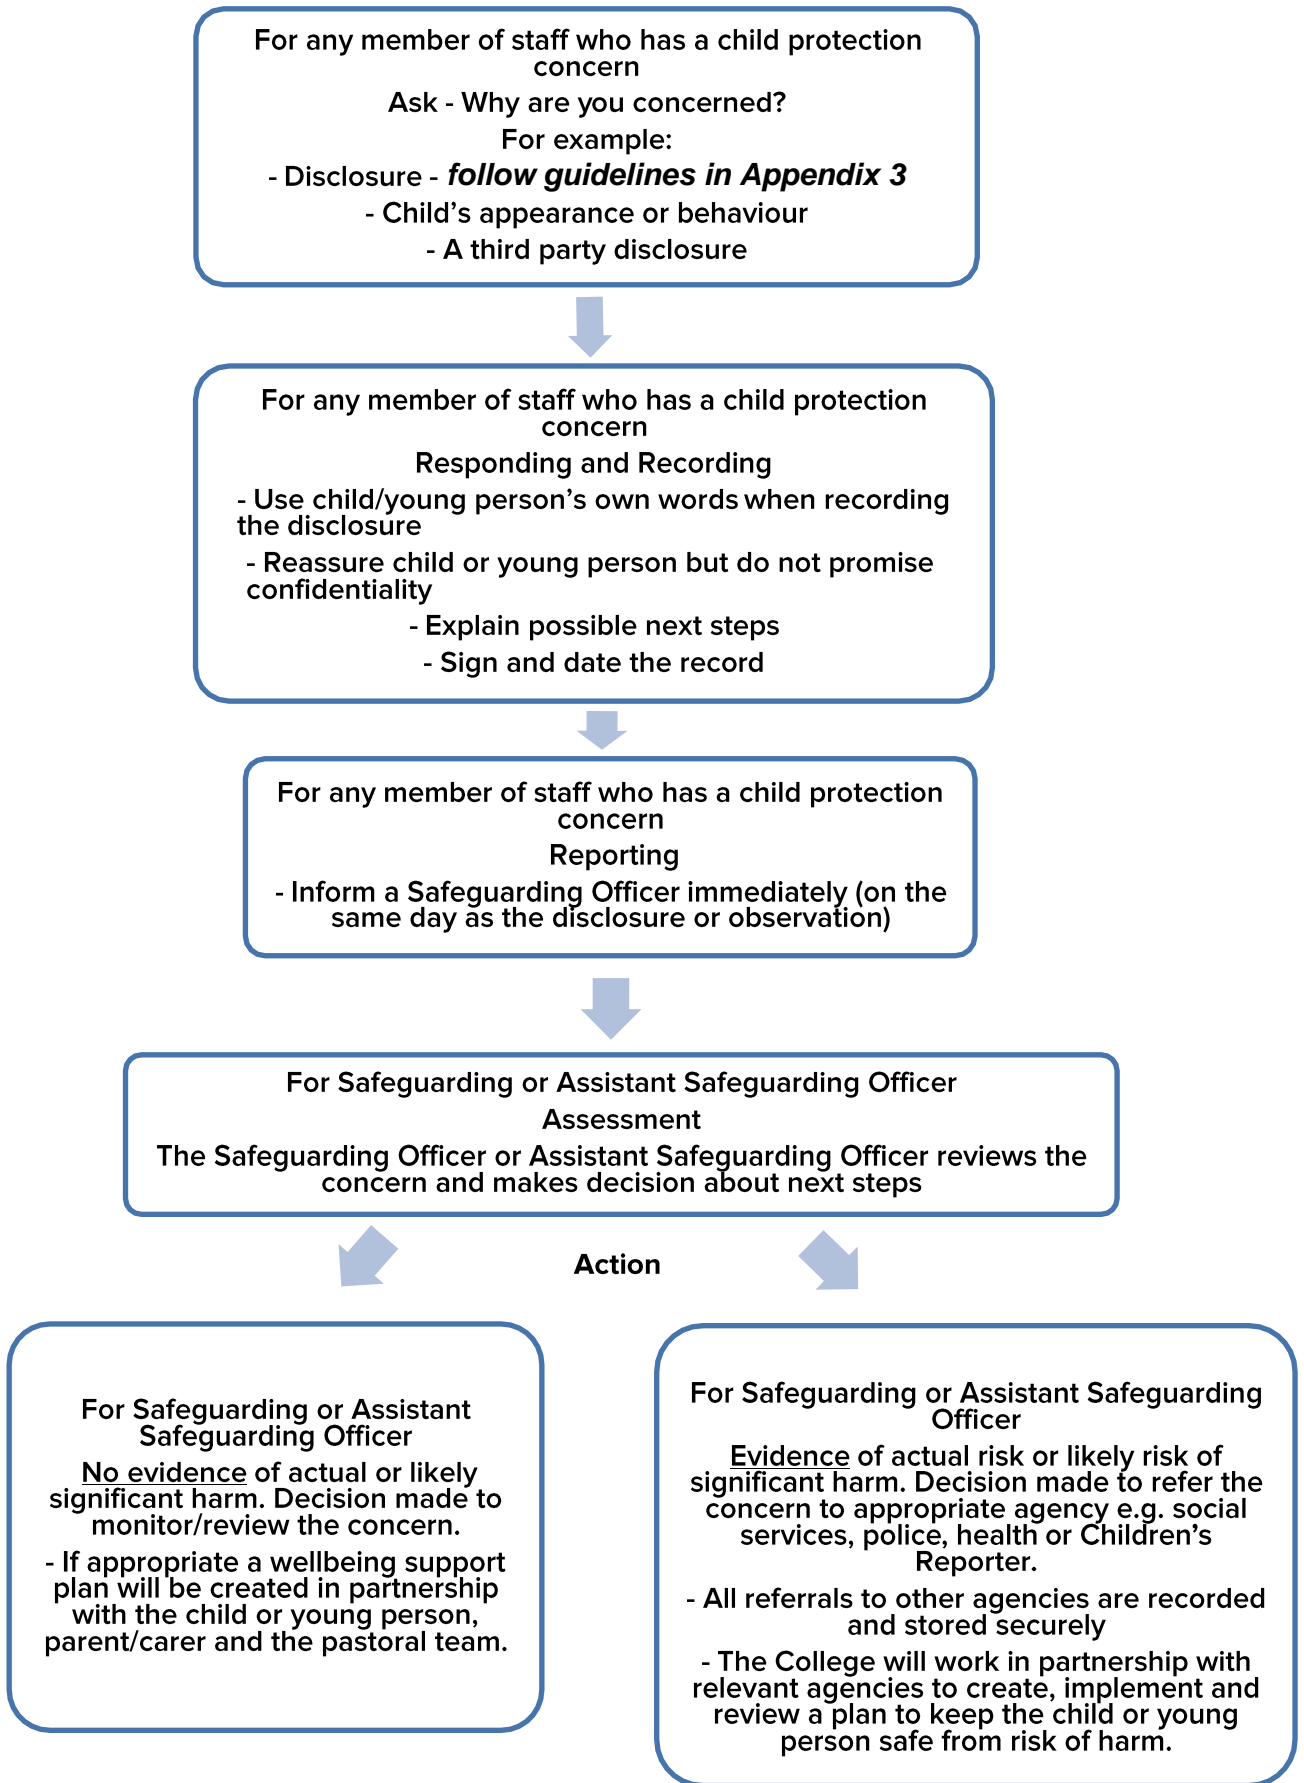 For any member of staff who has a child protection
concern
Ask - Why are you concerned?
For example:
- Disclosure - follow guidelines in Appendix 3
- Child’s appearance or behaviour
- A third party disclosure
For any member of staff who has a child protection
concern
Responding and Recording
- Use child/young person’s own words when recording
the disclosure
- Reassure child or young person but do not promise
confidentiality
- Explain possible next steps
- Sign and date the record
For any member of staff who has a child protection
concern
Reporting
- Inform a Safeguarding Officer immediately (on the
same day as the disclosure or observation)
For Safeguarding or Assistant Safeguarding Officer
Assessment
The Safeguarding Officer or Assistant Safeguarding Officer reviews the
concern and makes decision about next steps
Action
For Safeguarding or Assistant
Safeguarding Officer
No evidence of actual or likely
significant harm. Decision made to
monitor/review the concern.
- If appropriate a wellbeing support
plan will be created in partnership
with the child or young person,
parent/carer and the pastoral team.
For Safeguarding or Assistant Safeguarding
Officer
Evidence of actual risk or likely risk of
significant harm. Decision made to refer the
concern to appropriate agency e.g. social
services, police, health or Children’s
Reporter.
- All referrals to other agencies are recorded
and stored securely
- The College will work in partnership with
relevant agencies to create, implement and
review a plan to keep the child or young
person safe from risk of harm.